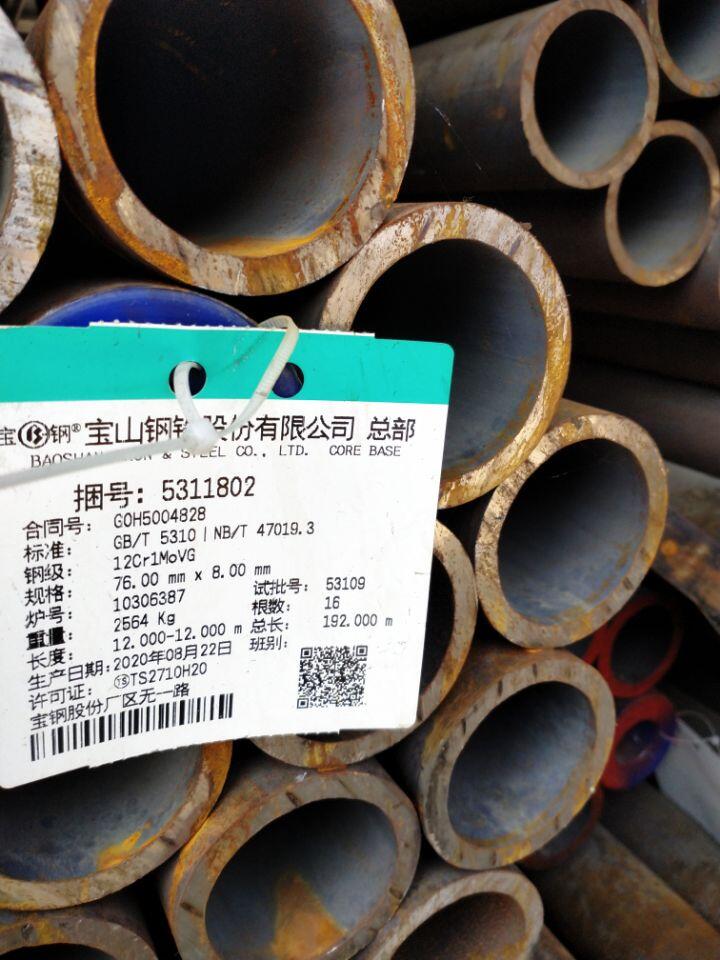 宝钢® 宝山钢铁股份有限公司 总部
BAOSHAN IRON & STEEL CO., LTD. CORE BASE
捆号: 5311802
合同号: GOH5004828
标准: GB/T 5310 | NB/T 47019.3
钢级: 12Cr1MoVG
规格: 76.00 mm x 8.00 mm
炉号: 10306387 试批号: 53109
重量: 2564 Kg 根数: 16
长度: 12.000-12.000 m 总长: 192.000 m
生产日期: 2020年08月22日 班别:
许可证: TS TS2710H20
宝钢股份厂区无一路